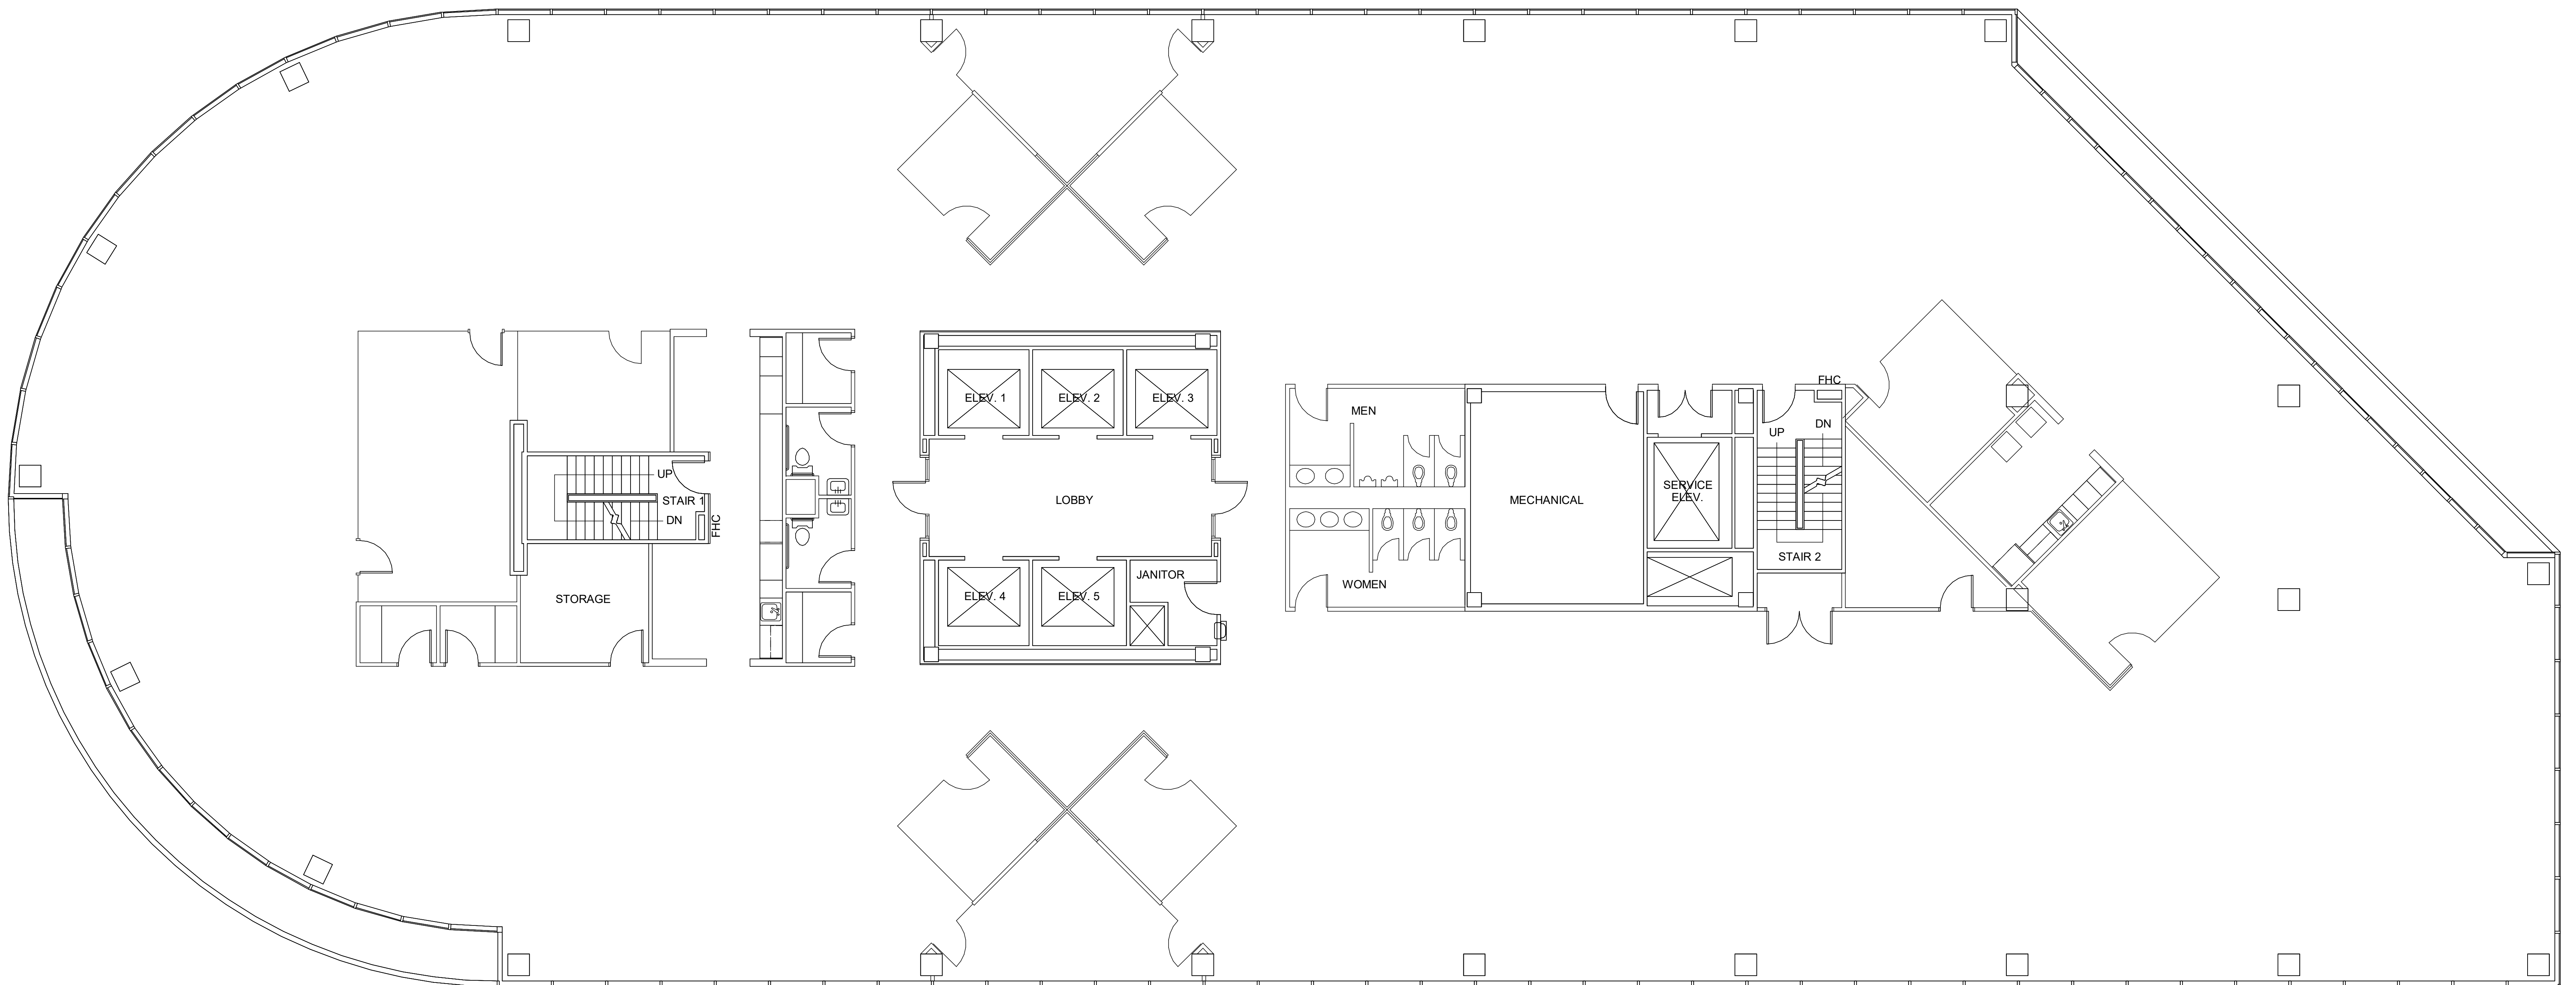 FHC
ELEV. 1
ELEV. 2
ELEV. 3
MEN
UP
DN
UP
STAIR 1
DN
FHC
LOBBY
MECHANICAL
SERVICE
ELEV.
STAIR 2
JANITOR
WOMEN
STORAGE
ELEV. 4
ELEV. 5